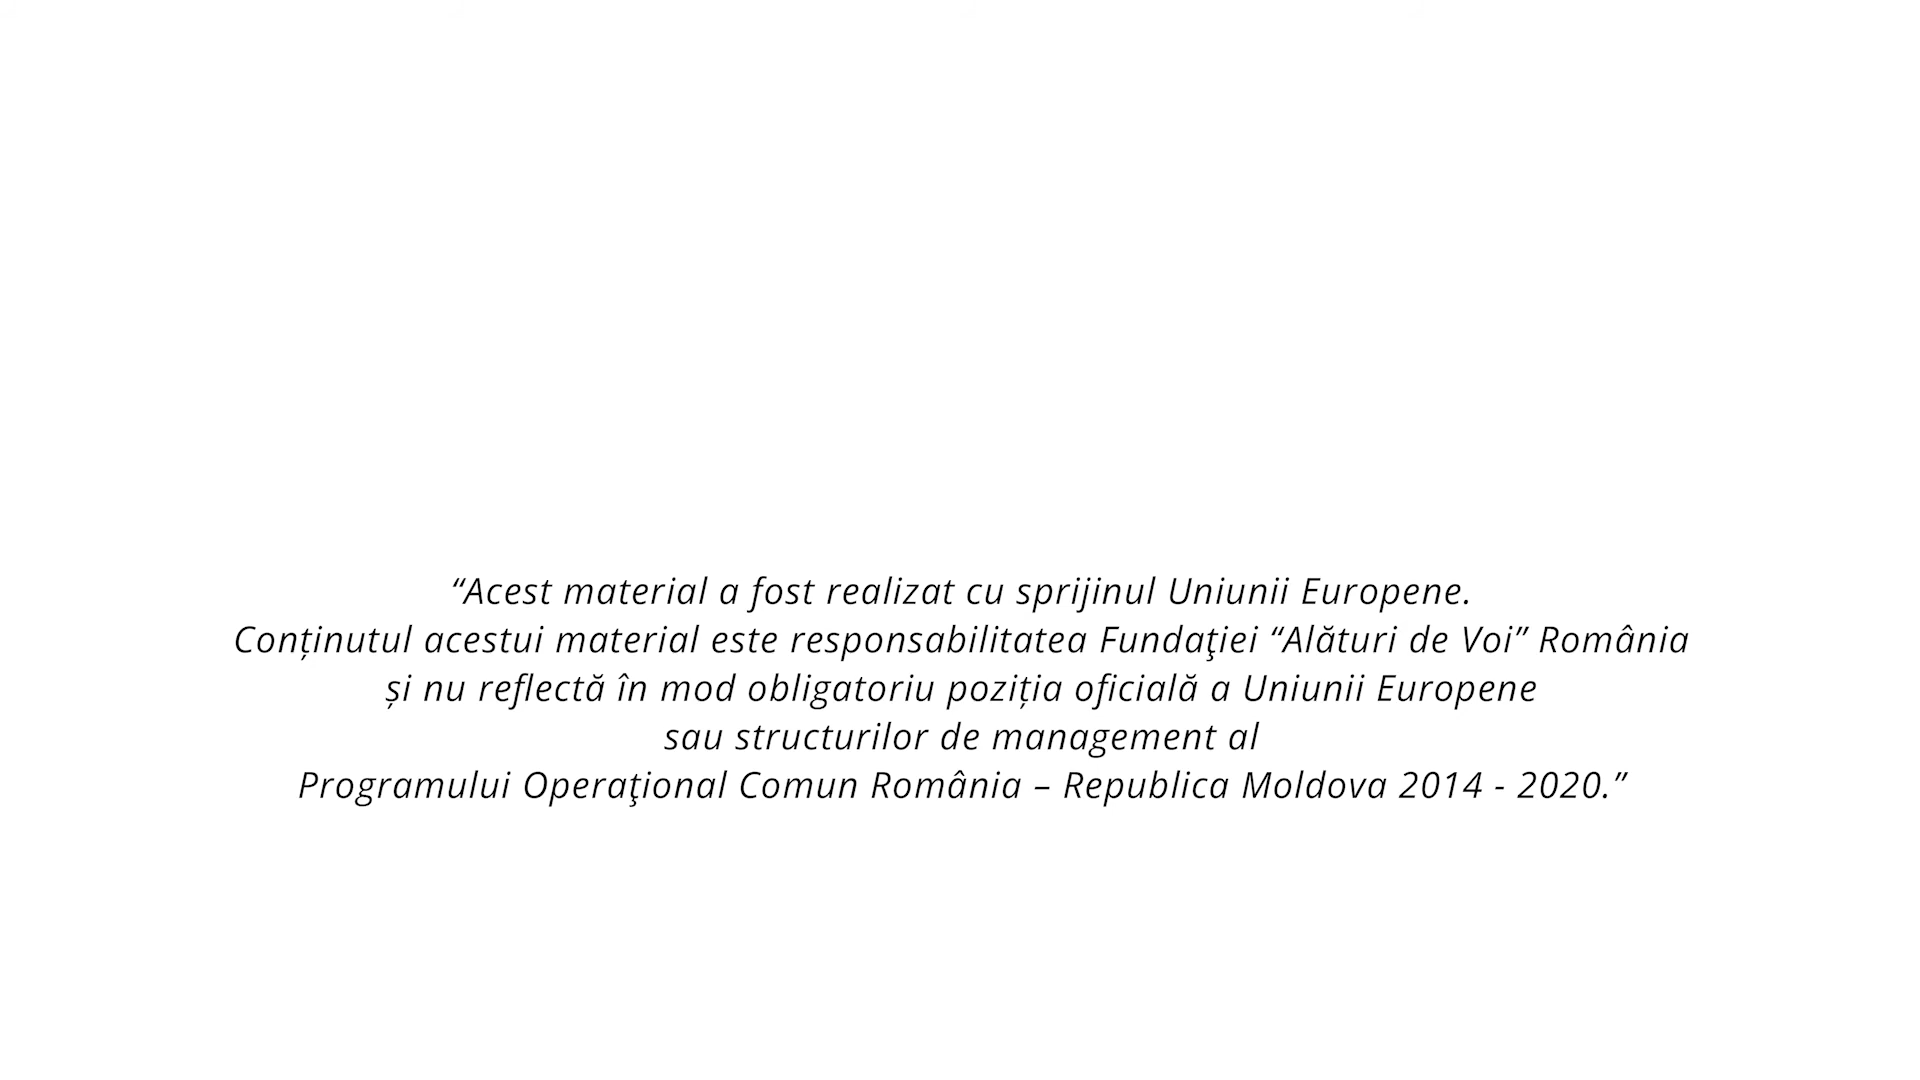 “Acest material a fost realizat cu sprijinul Uniunii Europene.
Conținutul acestui material este responsabilitatea Fundaţiei “Alături de Voi” România
și nu reflectă în mod obligatoriu poziția oficială a Uniunii Europene
sau structurilor de management al
Programului Operaţional Comun România – Republica Moldova 2014 - 2020.”